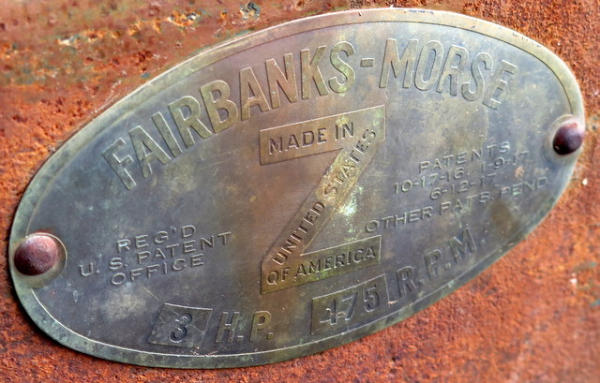 FAIRBANKS-MORSE
MADE IN
UNITED STATES
OF AMERICA
REG'D
U. S. PATENT
OFFICE
PATENTS
10-17-16, 1-9-17
6-12-17
OTHER PATS. PEND.
3 H.P. 475 R.P.M.